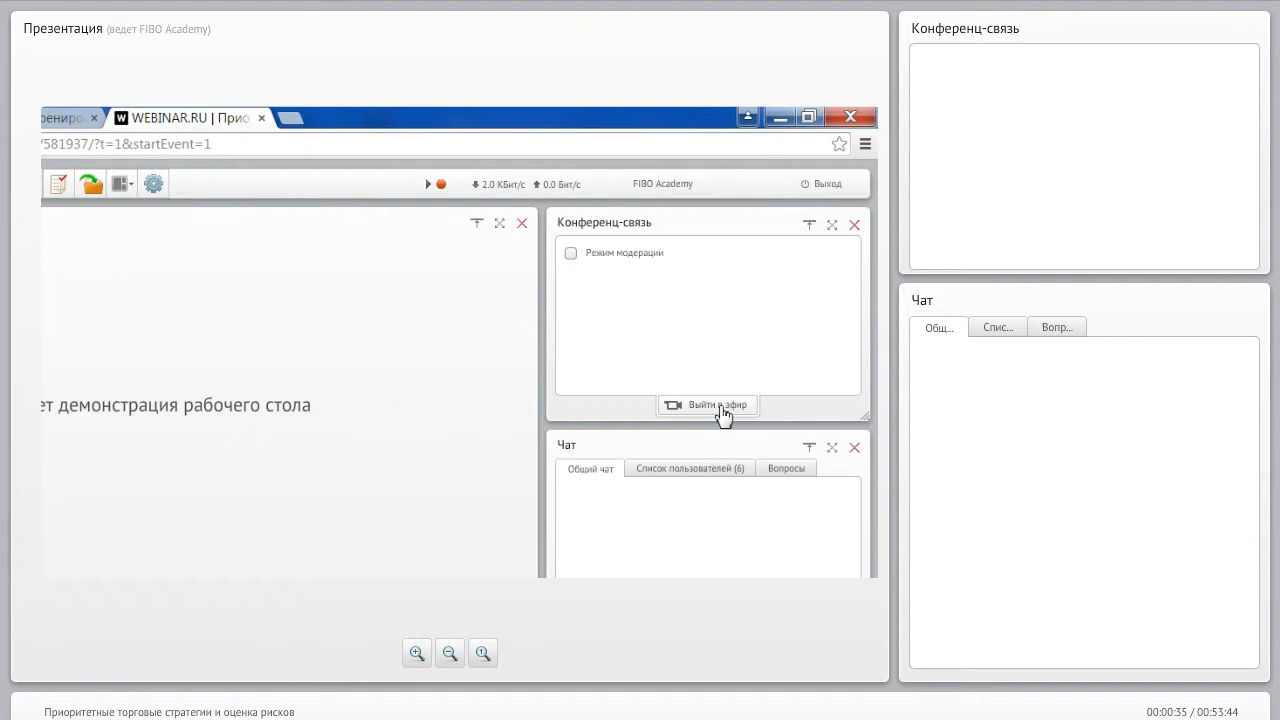 Презентация (ведет FIBO Academy)
Конференц-связь
WEBINAR.RU | Прио
/581937/?t=1&startEvent=1
2.0 КБит/с 0.0 Бит/с FIBO Academy Выход
Конференц-связь
Режим модерации
демонстрация рабочего стола
Выйти в эфир
Чат
Общий чат Список пользователей (6) Вопросы
Чат
Общ... Спис... Вопр...
Приоритетные торговые стратегии и оценка рисков
00:00:35 / 00:53:44